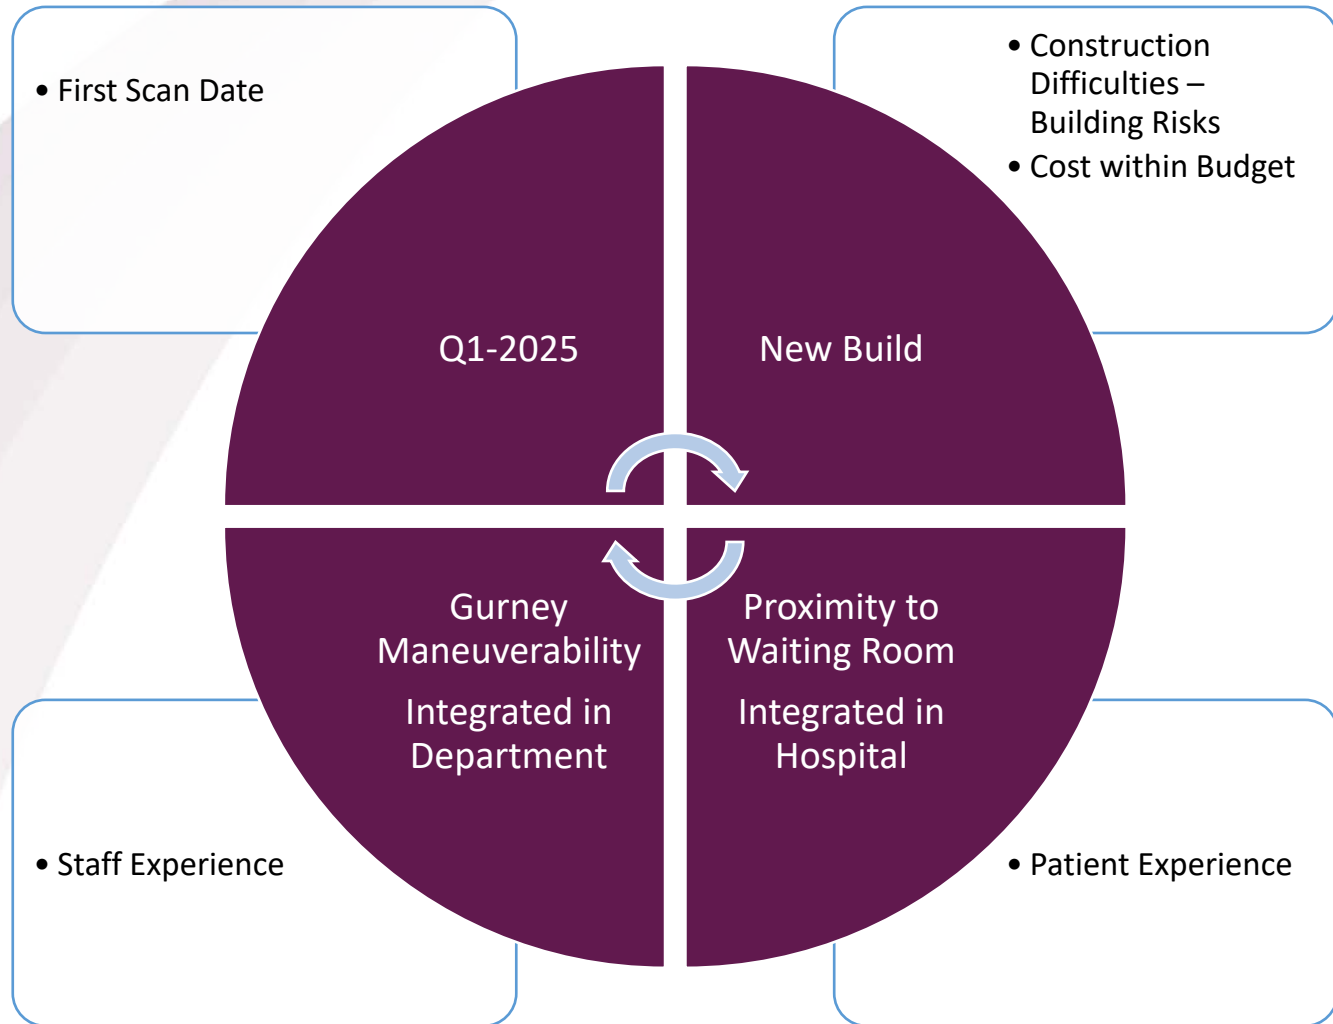 • First Scan Date
• Construction
Difficulties –
Building Risks
• Cost within Budget
Q1-2025
New Build
Gurney
Maneuverability
Integrated in
Department
Proximity to
Waiting Room
Integrated in
Hospital
• Staff Experience
• Patient Experience